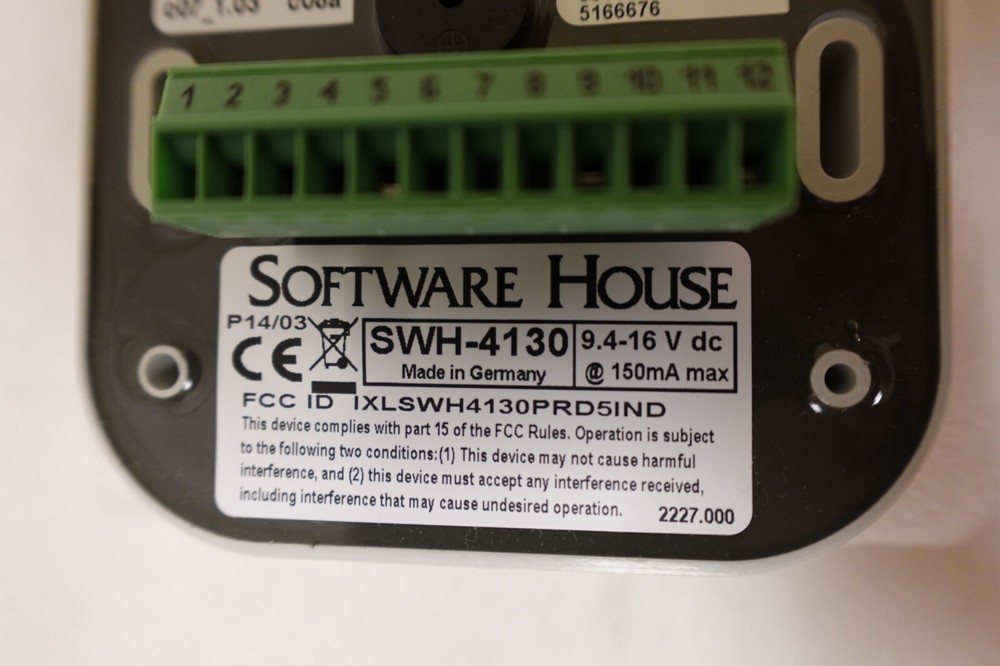 5166676
1 2 3 4 5 6 7 8 9 10 11 12
SOFTWARE HOUSE
P14/03
CE
SWH-4130
Made in Germany
9.4-16 V dc
@ 150mA max
FCC ID IXLSWH4130PRD5IND
This device complies with part 15 of the FCC Rules. Operation is subject
to the following two conditions:(1) This device may not cause harmful
interference, and (2) this device must accept any interference received,
including interference that may cause undesired operation.
2227.000